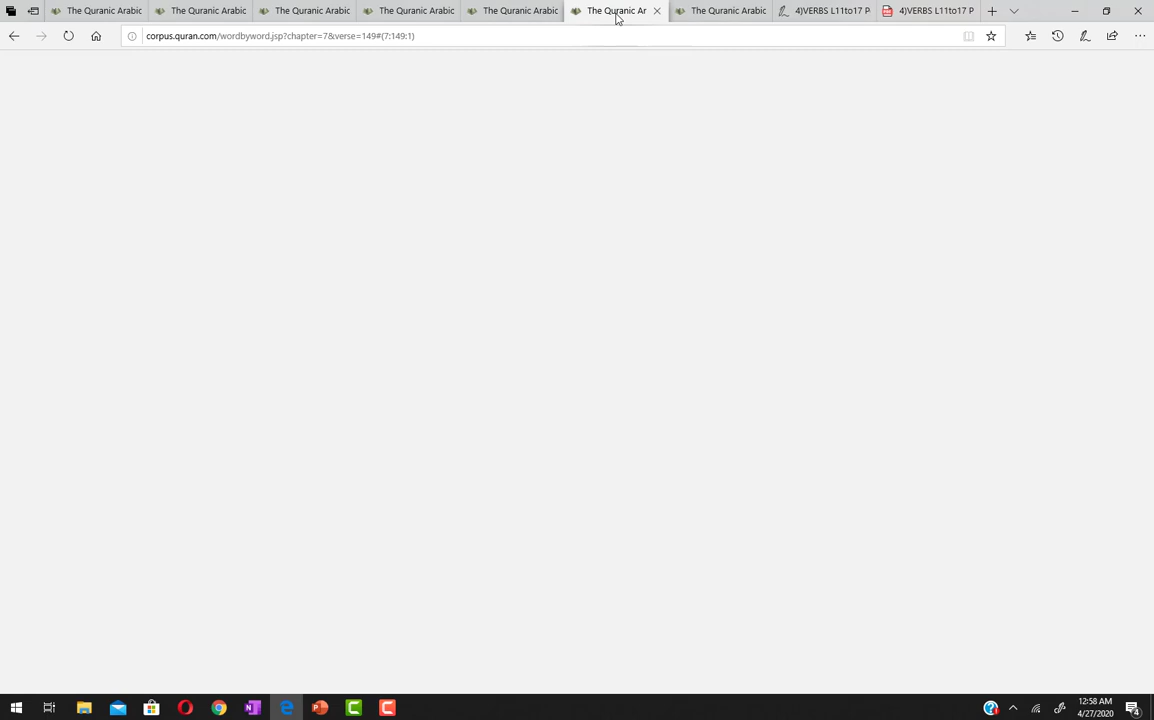 The Quranic Arabic The Quranic Arabic The Quranic Arabic The Quranic Arabic The Quranic Arabic The Quranic Ar The Quranic Arabic 4)VERBS L11to17 P 4)VERBS L11to17 P
corpus.quran.com/wordbyword.jsp?chapter=7&verse=149#(7:149:1)
12:58 AM
4/27/2020
4